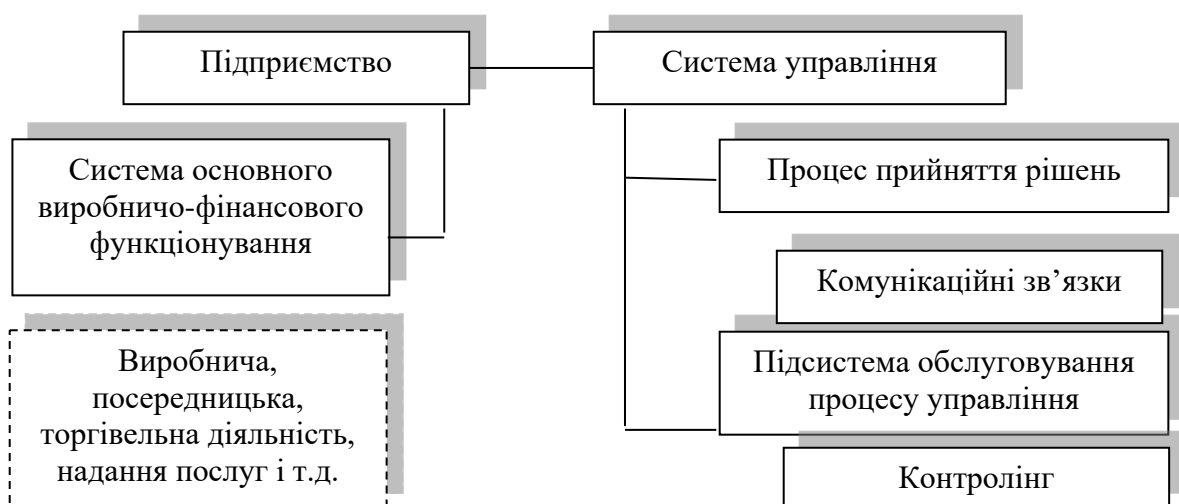 Підприємство
Система управління
Система основного
виробничо-фінансового
функціонування
Процес прийняття рішень
Комунікаційні зв’язки
Виробнича,
посередницька,
торгівельна діяльність,
надання послуг і т.д.
Підсистема обслуговування
процесу управління
Контролінг